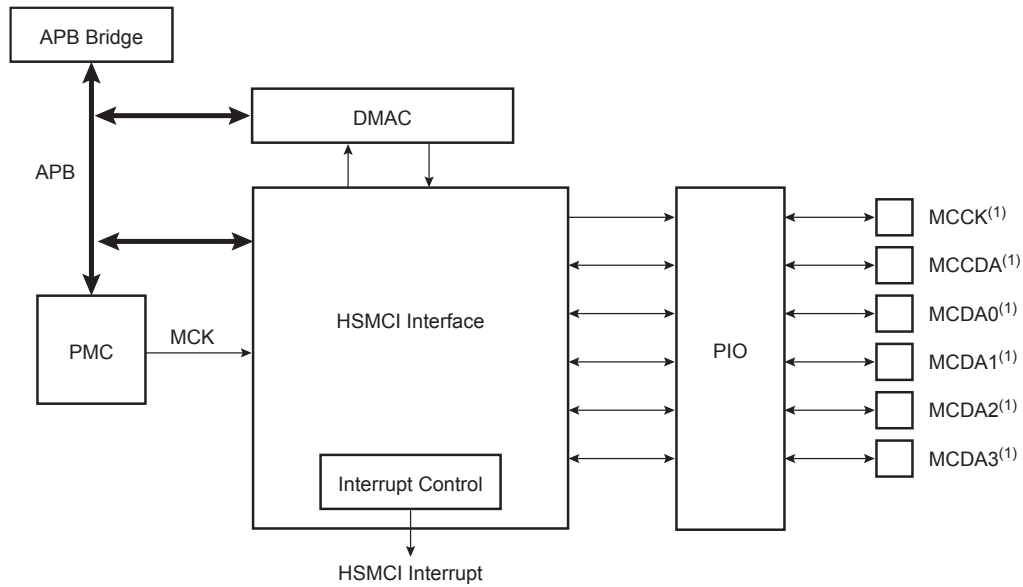 APB Bridge
DMAC
APB
MCCK(1)
MCCDA(1)
HSMCI Interface
MCDA0(1)
MCK
PMC
PIO
MCDA1(1)
MCDA2(1)
MCDA3(1)
Interrupt Control
HSMCI Interrupt